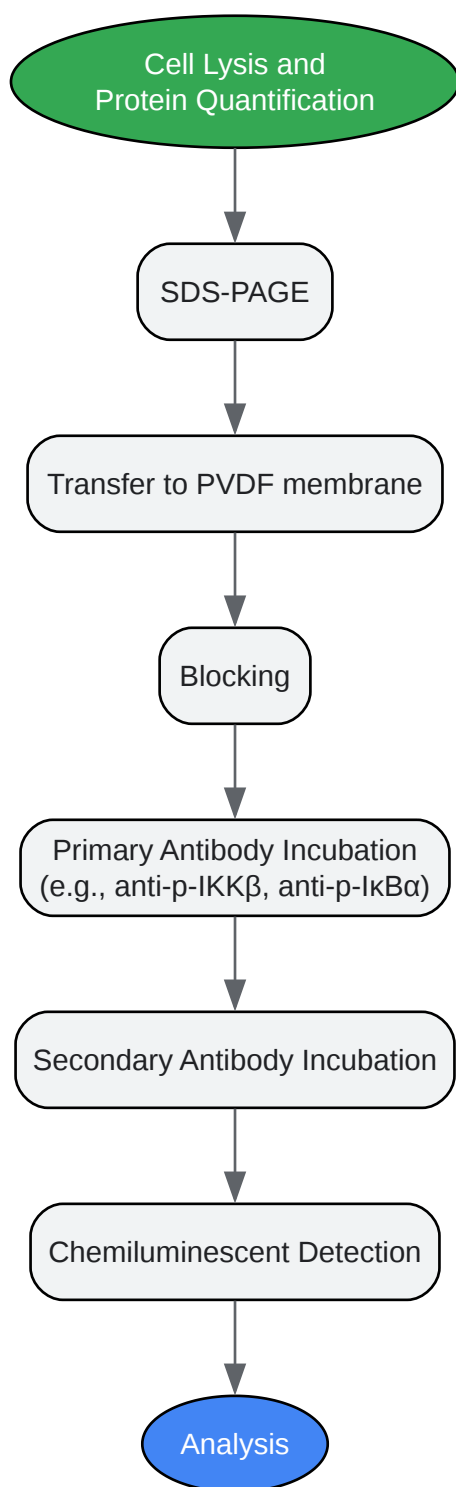 Cell Lysis and
Protein Quantification
SDS-PAGE
Transfer to PVDF membrane
Blocking
Primary Antibody Incubation
(e.g., anti-p-IKKβ, anti-p-IκBα)
Secondary Antibody Incubation
Chemiluminescent Detection
Analysis